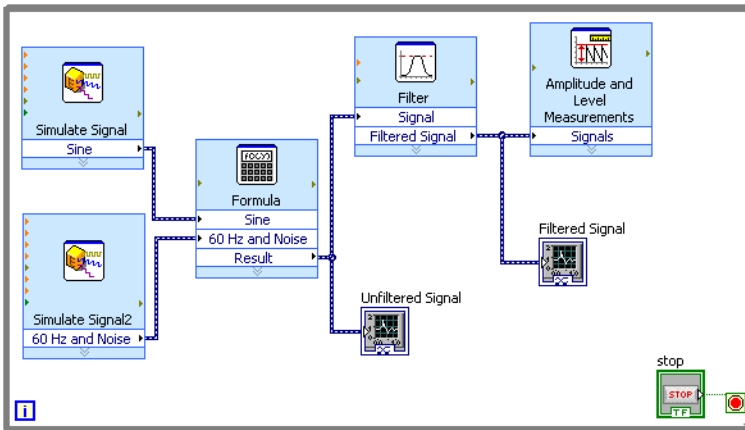 Simulate Signal
Sine
Simulate Signal2
60 Hz and Noise
Formula
Sine
60 Hz and Noise
Result
Filter
Signal
Filtered Signal
Amplitude and
Level
Measurements
Signals
Unfiltered Signal
Filtered Signal
stop
STOP
TF
i